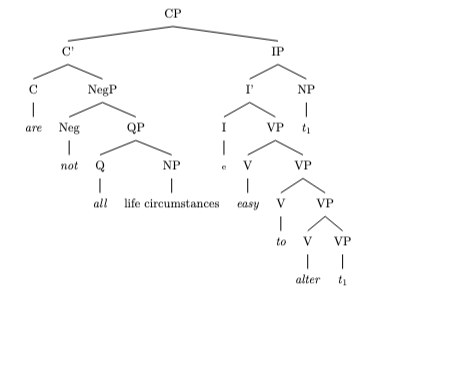 CP
C' IP
C NegP I' NP
are Neg QP I VP t1
not Q NP e V VP
all life circumstances easy V VP
to V VP
alter t1